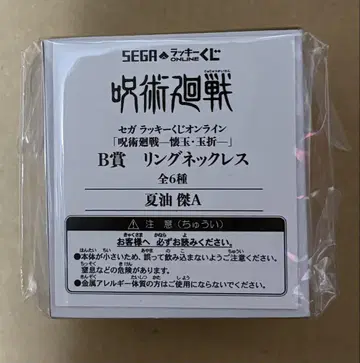 SEGA ラッキーくじ ONLINE
呪術廻戦
セガ ラッキーくじオンライン
「呪術廻戦―懐玉・玉折―」
B賞 リングネックレス
全6種
夏油 傑A
⚠ 注意(ちゅうい)
お客様へ 必ずお読みください。
●本体が小さいため、誤って飲み込まないようご注意ください。
窒息などの危険があります。
●金属アレルギー体質の方はご使用にならないでください。